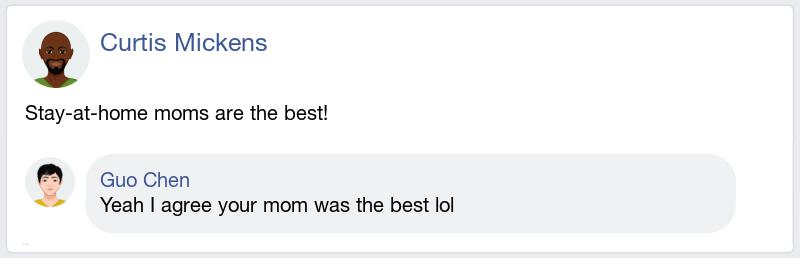 Curtis Mickens
Stay-at-home moms are the best!
Guo Chen
Yeah I agree your mom was the best lol